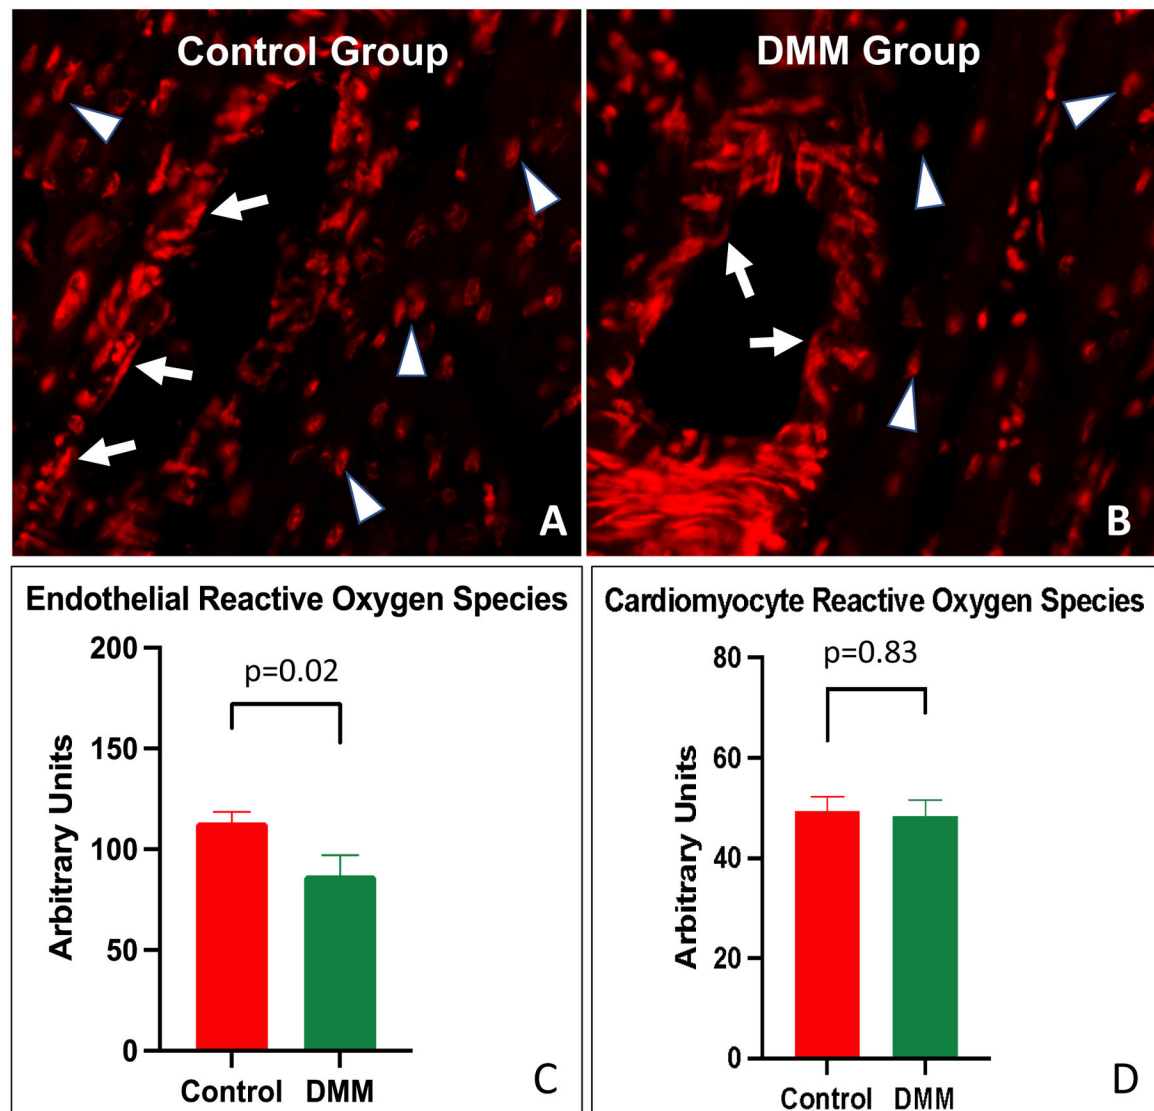 Control Group
A
DMM Group
B
Endothelial Reactive Oxygen Species
200
p=0.02
150
100
50
0
Arbitrary Units
Control DMM
C
Cardiomyocyte Reactive Oxygen Species
80
p=0.83
60
40
20
0
Arbitrary Units
Control DMM
D